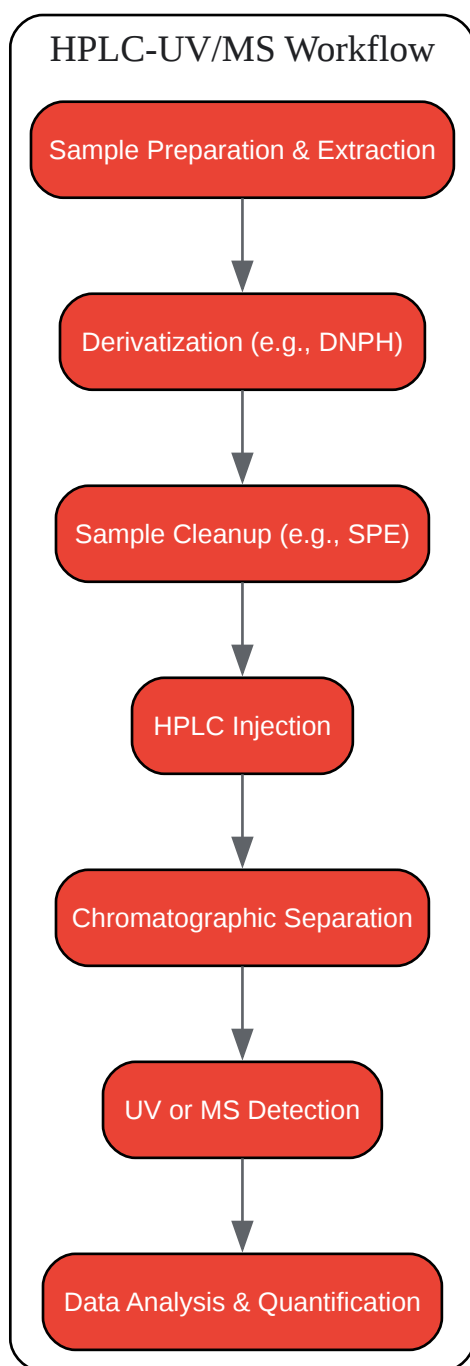 HPLC-UV/MS Workflow
Sample Preparation & Extraction
Derivatization (e.g., DNPH)
Sample Cleanup (e.g., SPE)
HPLC Injection
Chromatographic Separation
UV or MS Detection
Data Analysis & Quantification